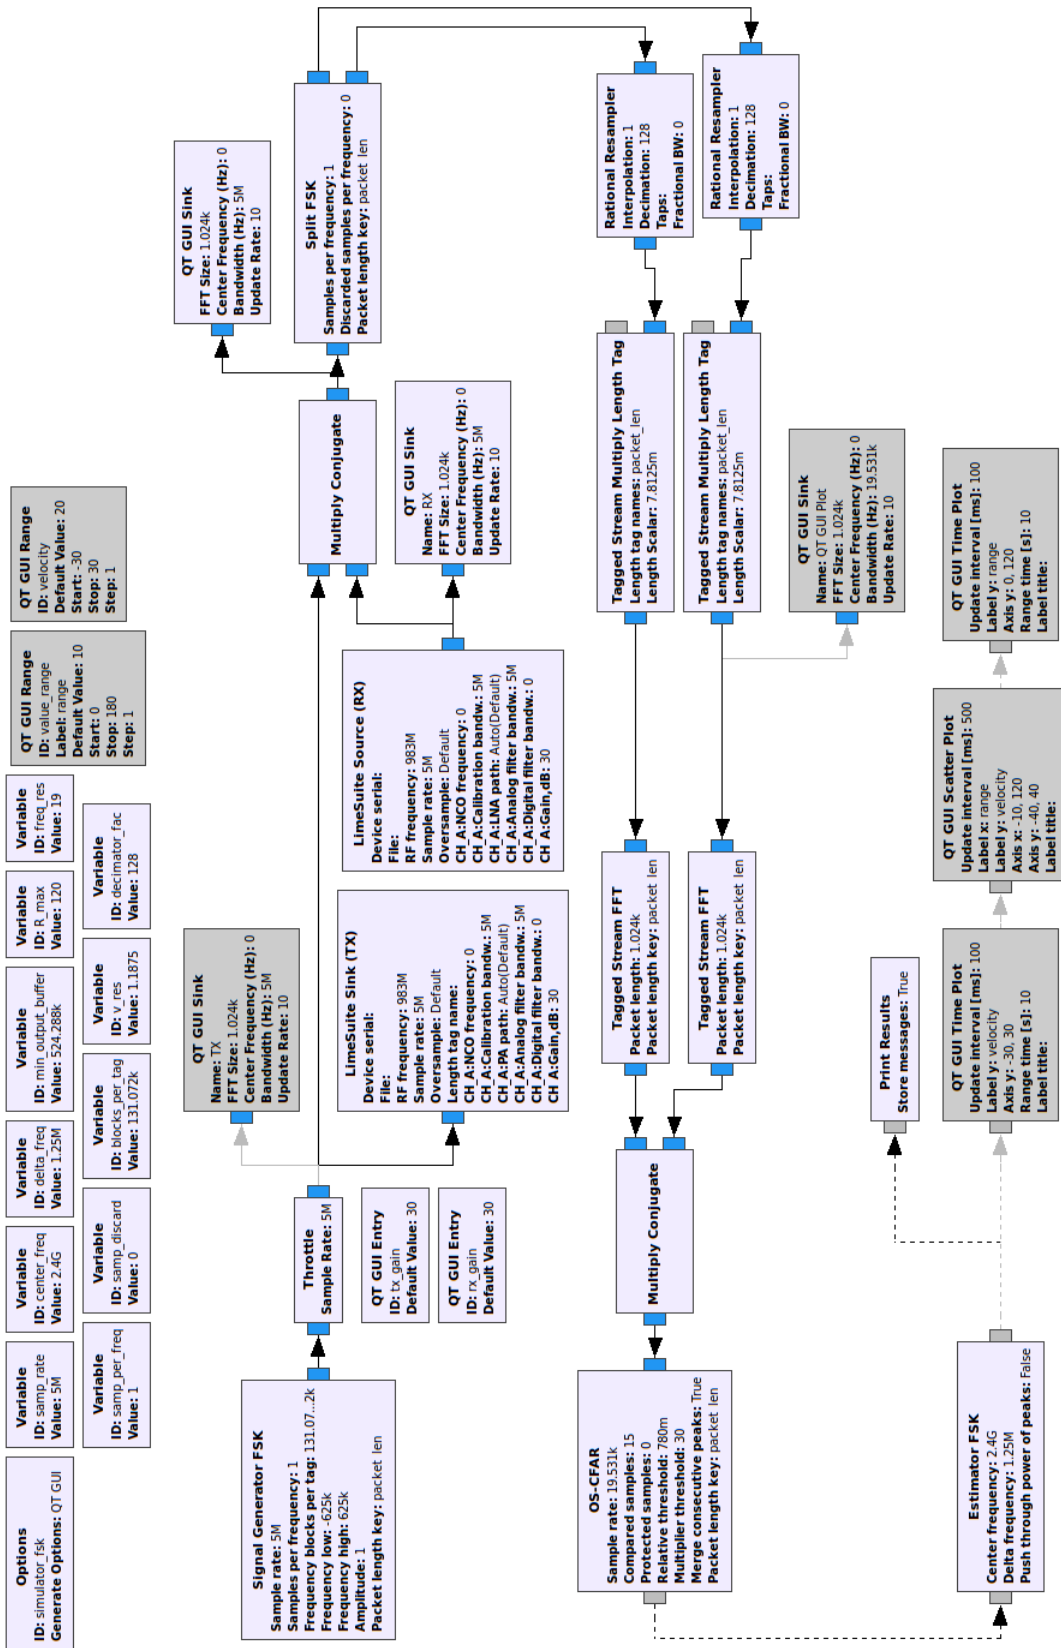 Options
ID: simulator_fsk
Generate Options: QT GUI
Variable
ID: samp_rate
Value: 5M
Variable
ID: center_freq
Value: 2.4G
Variable
ID: delta_freq
Value: 1.25M
Variable
ID: min_output_buffer
Value: 524.288k
Variable
ID: R_max
Value: 120
Variable
ID: freq_res
Value: 19
Variable
ID: samp_per_freq
Value: 1
Variable
ID: samp_discard
Value: 0
Variable
ID: blocks_per_tag
Value: 131.072k
Variable
ID: v_res
Value: 1.1875
Variable
ID: decimator_fac
Value: 128
QT GUI Range
ID: value_range
Label: range
Default Value: 10
Start: 0
Stop: 180
Step: 1
QT GUI Range
ID: velocity
Default Value: 20
Start: -30
Stop: 30
Step: 1
Signal Generator FSK
Sample rate: 5M
Samples per frequency: 1
Frequency blocks per tag: 131.07...2k
Frequency low: -625k
Frequency high: 625k
Amplitude: 1
Packet length key: packet_len
Throttle
Sample Rate: 5M
QT GUI Entry
ID: tx_gain
Default Value: 30
QT GUI Entry
ID: rx_gain
Default Value: 30
QT GUI Sink
Name: TX
FFT Size: 1.024k
Center Frequency (Hz): 0
Bandwidth (Hz): 5M
Update Rate: 10
LimeSuite Sink (TX)
Device serial:
File:
RF frequency: 983M
Sample rate: 5M
Oversample: Default
Length tag name:
CH_A:NCO frequency: 0
CH_A:Calibration bandw.: 5M
CH_A:PA path: Auto(Default)
CH_A:Analog filter bandw.: 5M
CH_A:Digital filter bandw.: 0
CH_A:Gain,dB: 30
LimeSuite Source (RX)
Device serial:
File:
RF frequency: 983M
Sample rate: 5M
Oversample: Default
CH_A:NCO frequency: 0
CH_A:Calibration bandw.: 5M
CH_A:LNA path: Auto(Default)
CH_A:Analog filter bandw.: 5M
CH_A:Digital filter bandw.: 0
CH_A:Gain,dB: 30
Multiply Conjugate
QT GUI Sink
Name: RX
FFT Size: 1.024k
Center Frequency (Hz): 0
Bandwidth (Hz): 5M
Update Rate: 10
QT GUI Sink
FFT Size: 1.024k
Center Frequency (Hz): 0
Bandwidth (Hz): 5M
Update Rate: 10
Split FSK
Samples per frequency: 1
Discarded samples per frequency: 0
Packet length key: packet_len
Rational Resampler
Interpolation: 1
Decimation: 128
Taps:
Fractional BW: 0
Rational Resampler
Interpolation: 1
Decimation: 128
Taps:
Fractional BW: 0
Tagged Stream Multiply Length Tag
Length tag names: packet_len
Length Scalar: 7.8125m
Tagged Stream Multiply Length Tag
Length tag names: packet_len
Length Scalar: 7.8125m
QT GUI Sink
Name: QT GUI Plot
FFT Size: 1.024k
Center Frequency (Hz): 0
Bandwidth (Hz): 19.531k
Update Rate: 10
Tagged Stream FFT
Packet length: 1.024k
Packet length key: packet_len
Tagged Stream FFT
Packet length: 1.024k
Packet length key: packet_len
Multiply Conjugate
OS-CFAR
Sample rate: 19.531k
Compared samples: 15
Protected samples: 0
Relative threshold: 780m
Multiplier threshold: 30
Merge consecutive peaks: True
Packet length key: packet_len
Print Results
Store messages: True
Estimator FSK
Center frequency: 2.4G
Delta frequency: 1.25M
Push through power of peaks: False
QT GUI Time Plot
Update interval [ms]: 100
Label y: velocity
Axis y: -30, 30
Range time [s]: 10
Label title:
QT GUI Scatter Plot
Update interval [ms]: 500
Label x: range
Label y: velocity
Axis x: -10, 120
Axis y: -40, 40
Label title:
QT GUI Time Plot
Update interval [ms]: 100
Label y: range
Axis y: 0, 120
Range time [s]: 10
Label title: